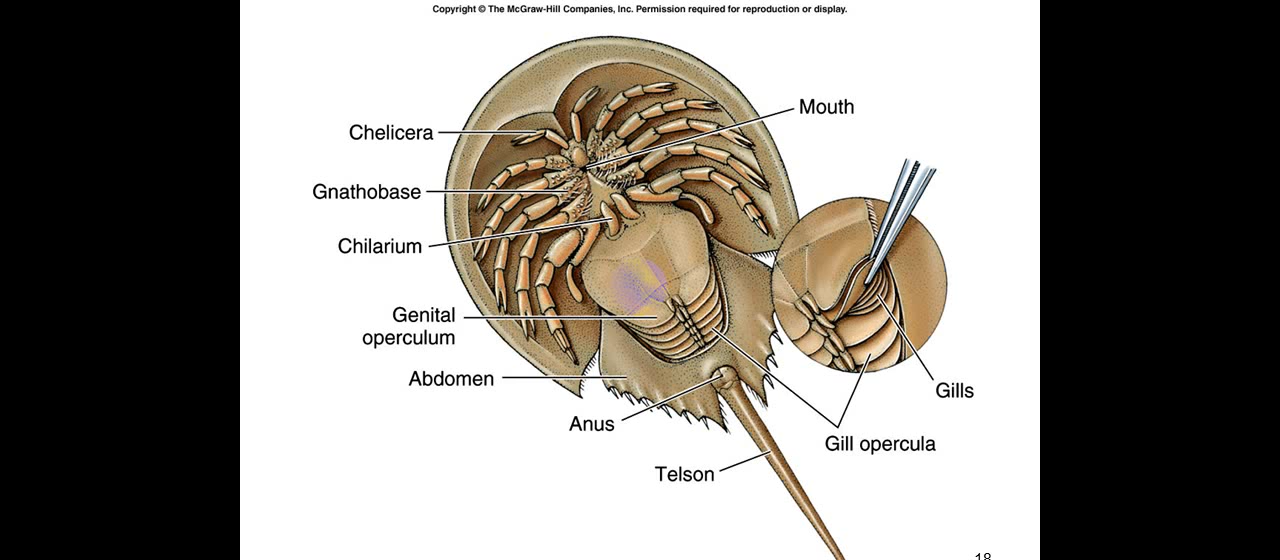 Copyright © The McGraw-Hill Companies, Inc. Permission required for reproduction or display.
Mouth
Chelicera
Gnathobase
Chilarium
Genital
operculum
Abdomen
Gills
Anus
Gill opercula
Telson
18